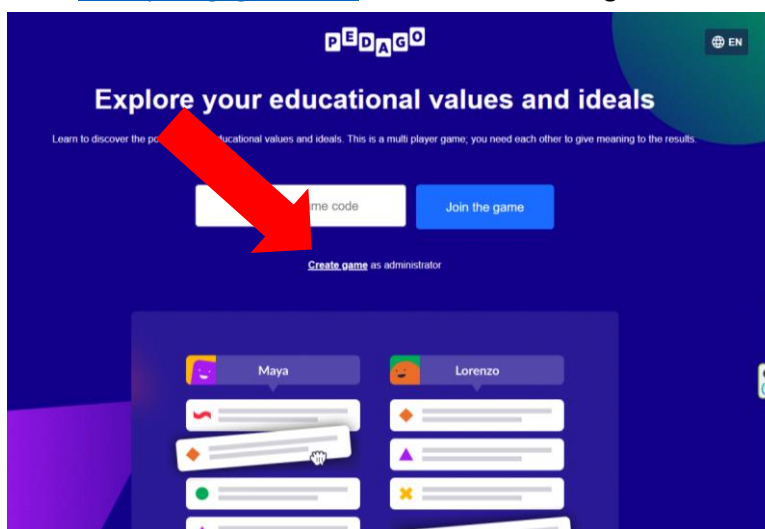 PEDAGO
EN
Explore your educational values and ideals
Learn to discover the educational values and ideals. This is a multi player game; you need each other to give meaning to the results.
code
Join the game
Create game as administrator
Maya
Lorenzo